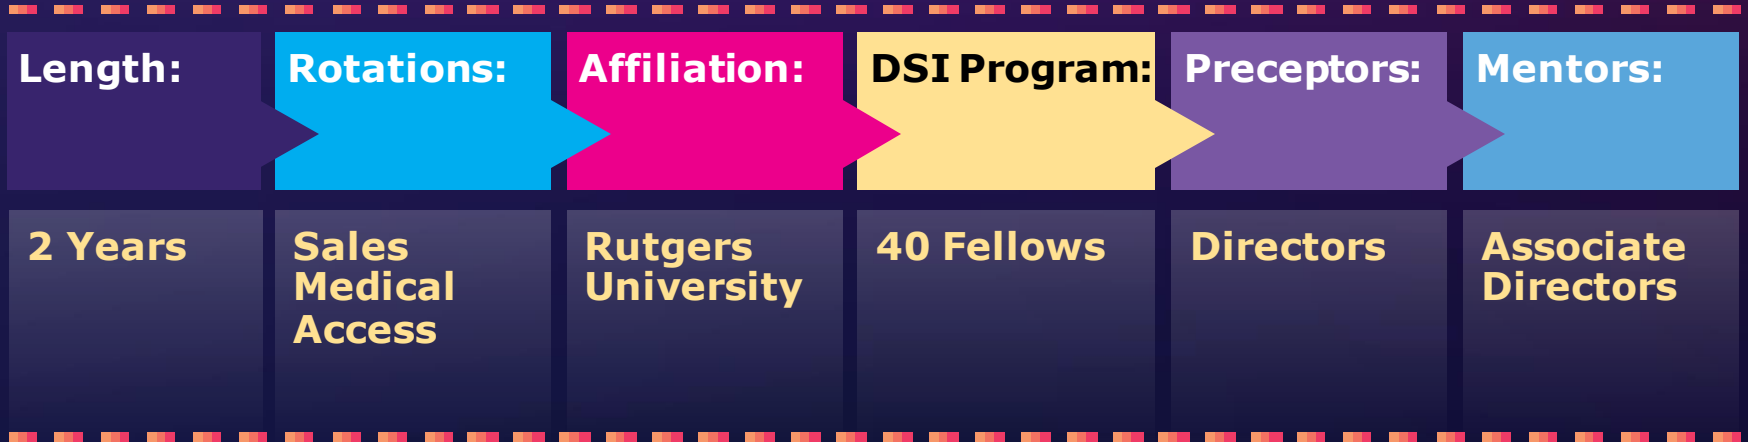 Length:
Rotations:
Affiliation:
DSI Program:
Preceptors:
Mentors:
2 Years
Sales
Medical
Access
Rutgers
University
40 Fellows
Directors
Associate
Directors